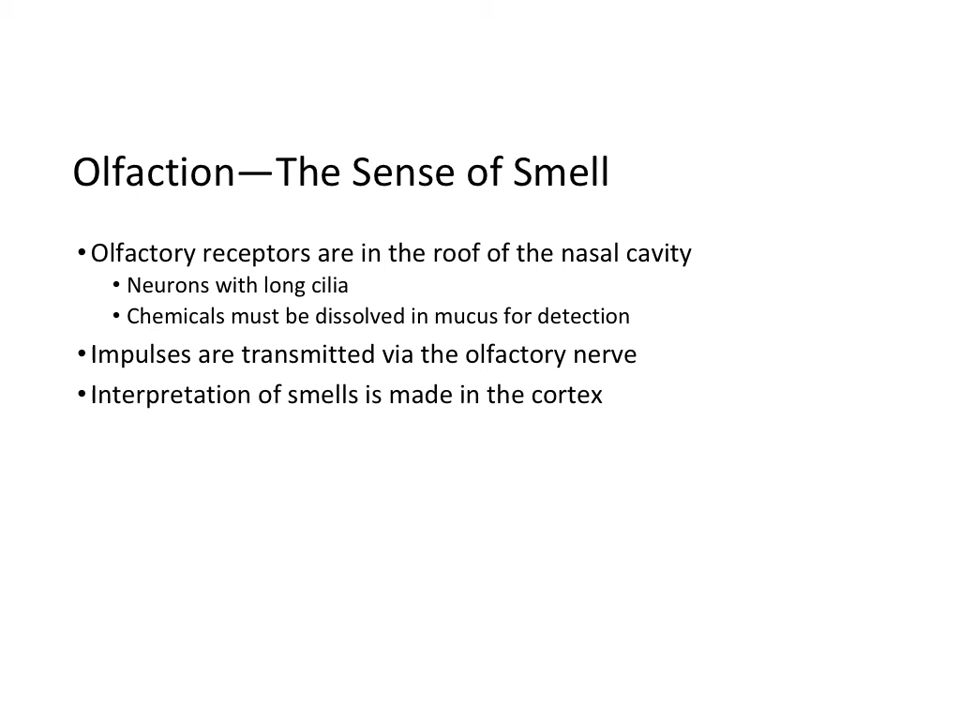 Olfaction—The Sense of Smell
•Olfactory receptors are in the roof of the nasal cavity
• Neurons with long cilia
• Chemicals must be dissolved in mucus for detection
•Impulses are transmitted via the olfactory nerve
•Interpretation of smells is made in the cortex